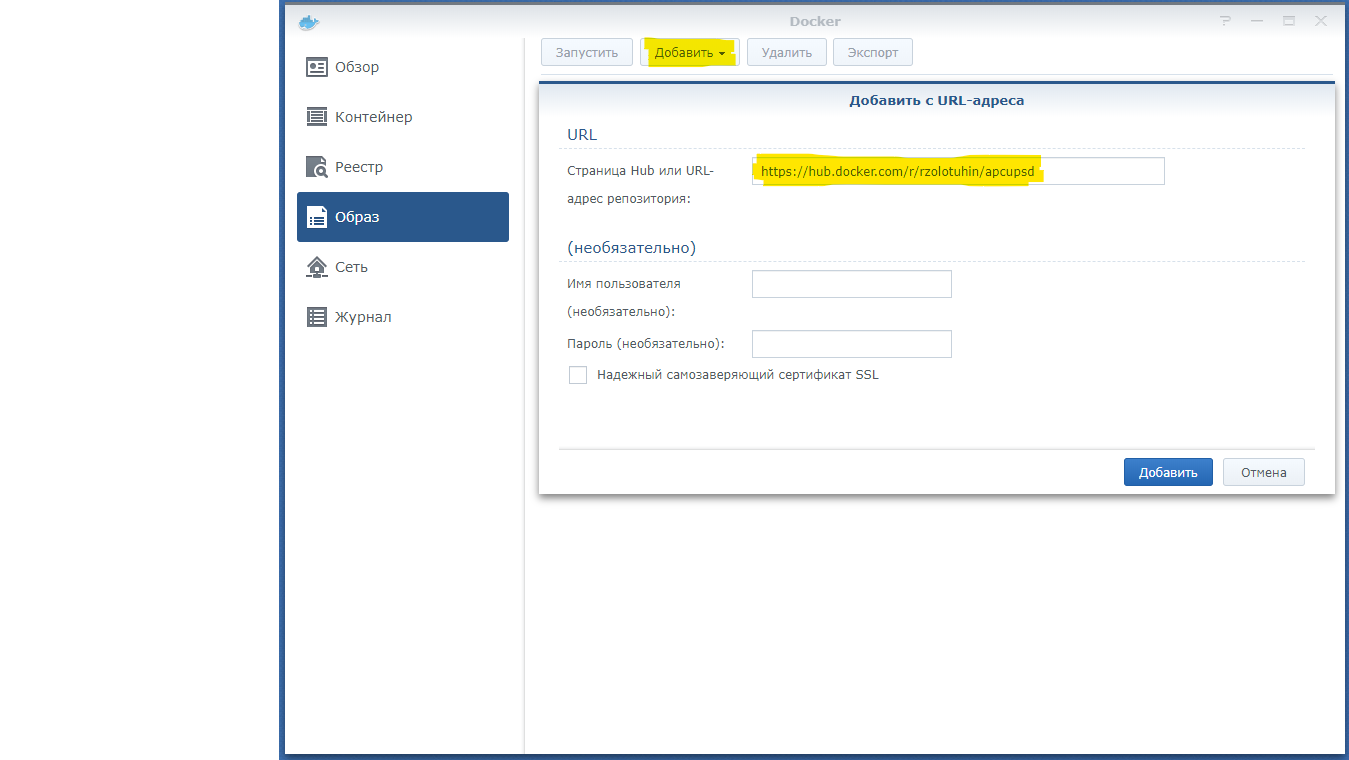 Docker
Обзор
Контейнер
Реестр
Образ
Сеть
Журнал
Запустить
Добавить
Удалить
Экспорт
Добавить с URL-адреса
URL
Страница Hub или URL-
адрес репозитория:
https://hub.docker.com/r/rzolotuhin/apcupsd
(необязательно)
Имя пользователя
(необязательно):
Пароль (необязательно):
Надежный самозаверяющий сертификат SSL
Добавить
Отмена